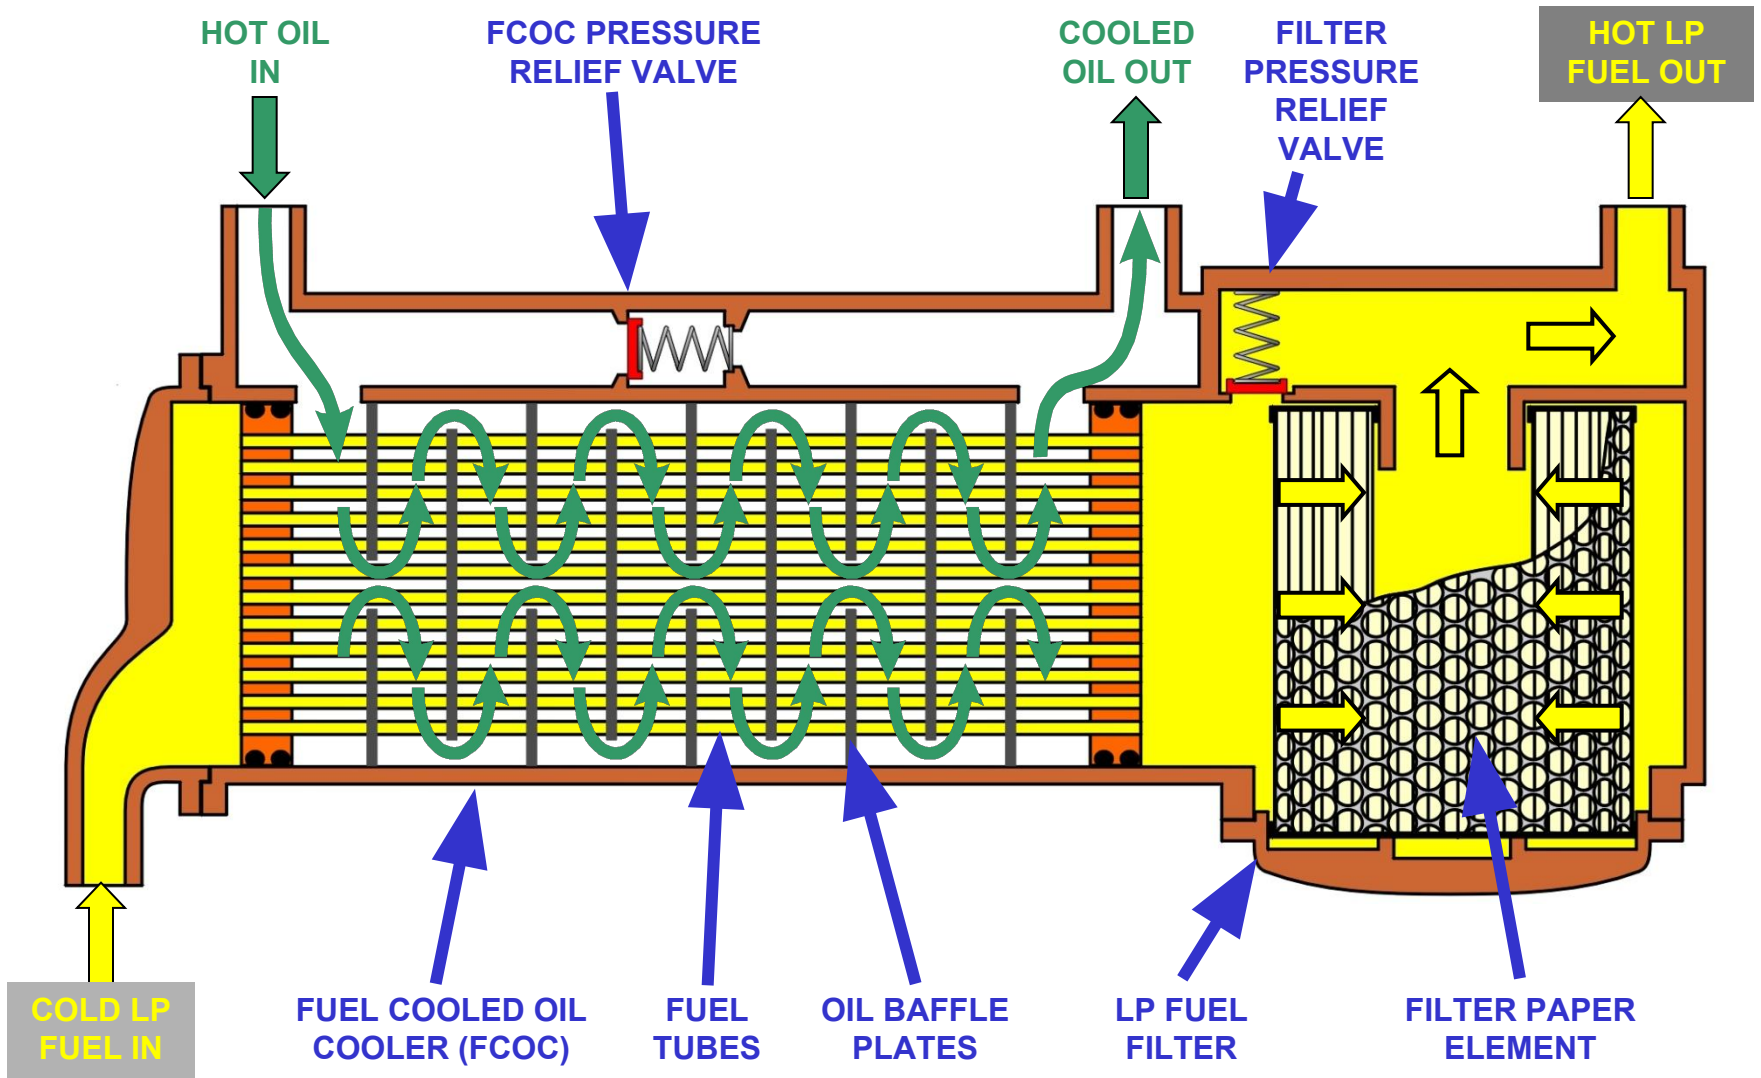 HOT OIL
IN
FCOC PRESSURE
RELIEF VALVE
COOLED
OIL OUT
FILTER
PRESSURE
RELIEF
VALVE
HOT LP
FUEL OUT
COLD LP
FUEL IN
FUEL COOLED OIL
COOLER (FCOC)
FUEL
TUBES
OIL BAFFLE
PLATES
LP FUEL
FILTER
FILTER PAPER
ELEMENT